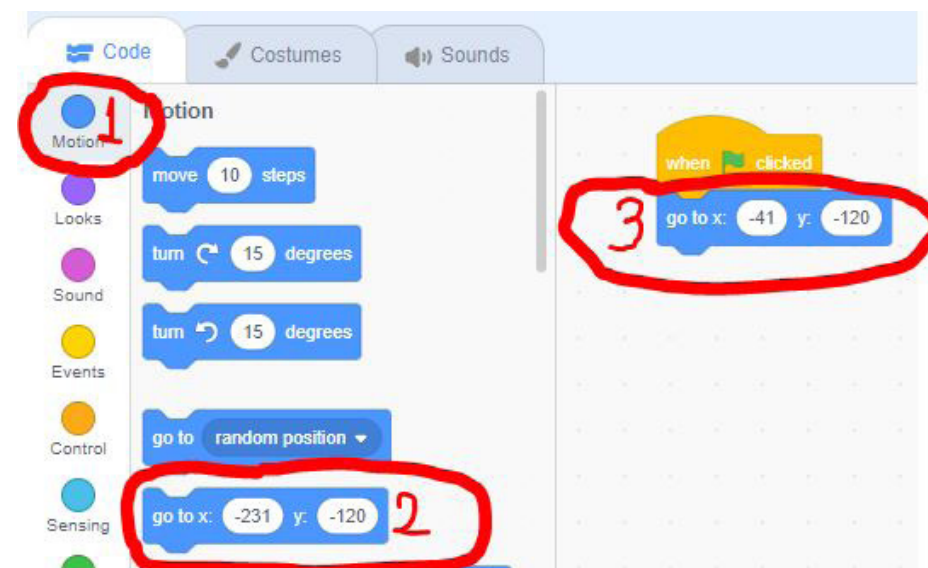 Code Costumes Sounds
1
Motion
Looks
Sound
Events
Control
Sensing
Motion
move 10 steps
turn 15 degrees
turn 15 degrees
go to random position
go to x: -231 y: -120
2
when clicked
3
go to x: -41 y: -120